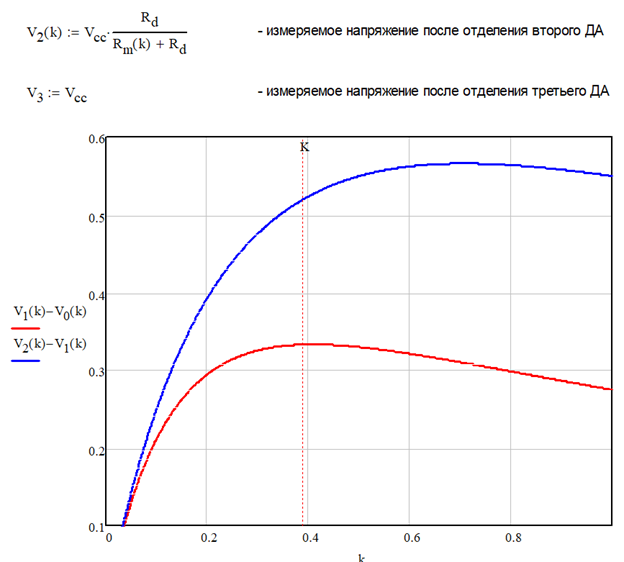 V2(k) := Vcc · Rd / (Rm(k) + Rd) - измеряемое напряжение после отделения второго ДА
V3 := Vcc - измеряемое напряжение после отделения третьего ДА
0.6
K
0.5
0.4
V1(k)−V0(k)
0.3
V2(k)−V1(k)
0.2
0.1
0 0.2 0.4 0.6 0.8
k